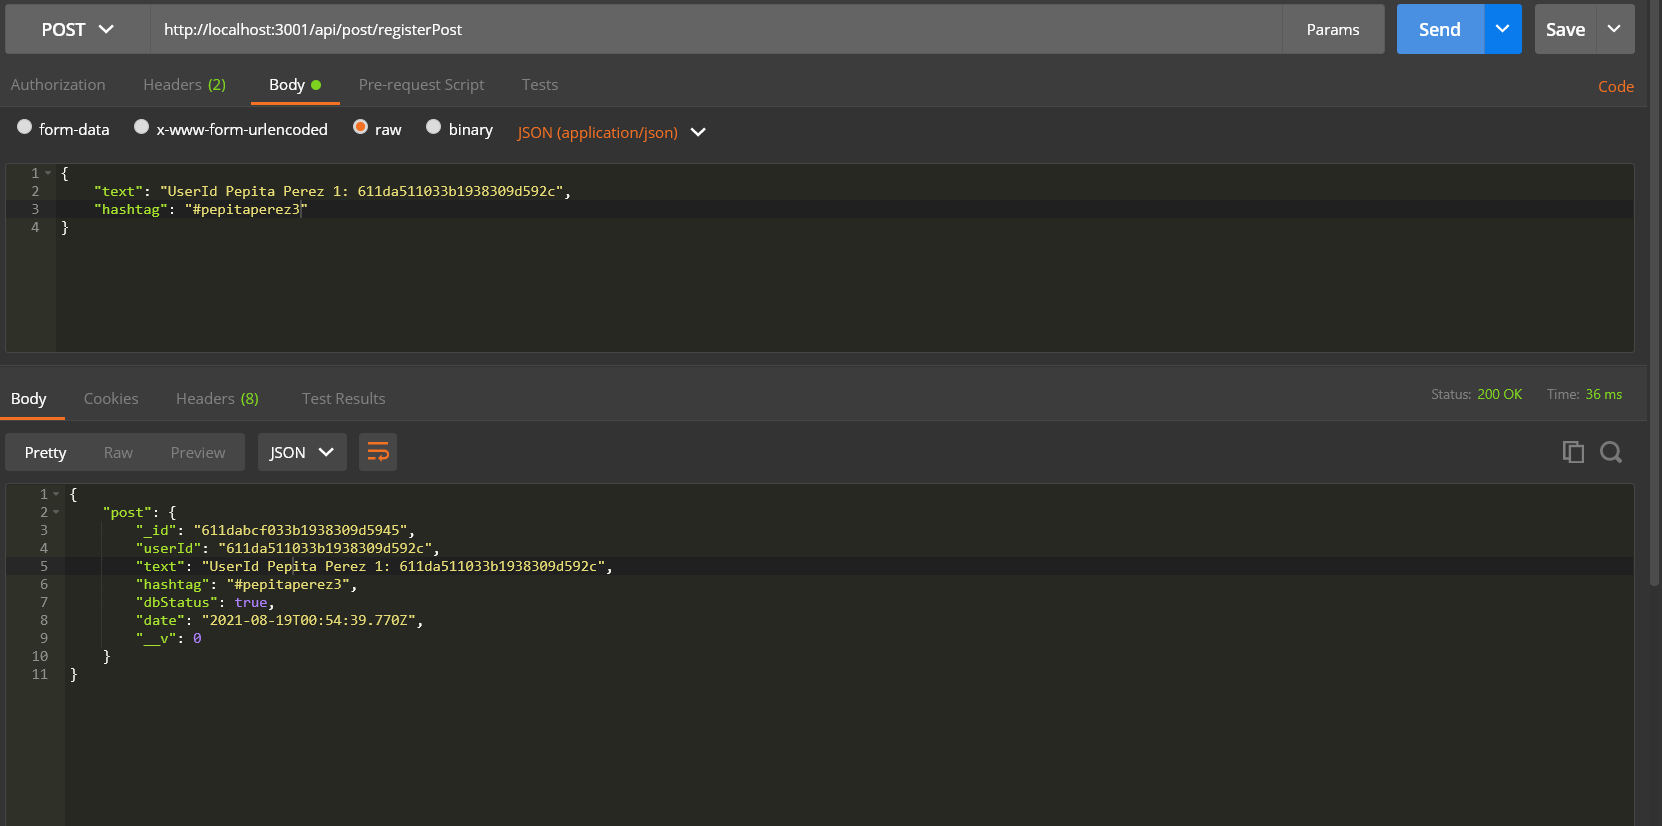 POST http://localhost:3001/api/post/registerPost Params Send Save
Authorization Headers (2) Body Pre-request Script Tests Code
form-data x-www-form-urlencoded raw binary JSON (application/json)
1 {
2 "text": "UserId Pepita Perez 1: 611da511033b1938309d592c",
3 "hashtag": "#pepitaperez3"
4 }
Body Cookies Headers (8) Test Results Status: 200 OK Time: 36 ms
Pretty Raw Preview JSON
1 {
2 "post": {
3 "_id": "611dabcf033b1938309d5945",
4 "userId": "611da511033b1938309d592c",
5 "text": "UserId Pepita Perez 1: 611da511033b1938309d592c",
6 "hashtag": "#pepitaperez3",
7 "dbStatus": true,
8 "date": "2021-08-19T00:54:39.770Z",
9 "__v": 0
10 }
11 }